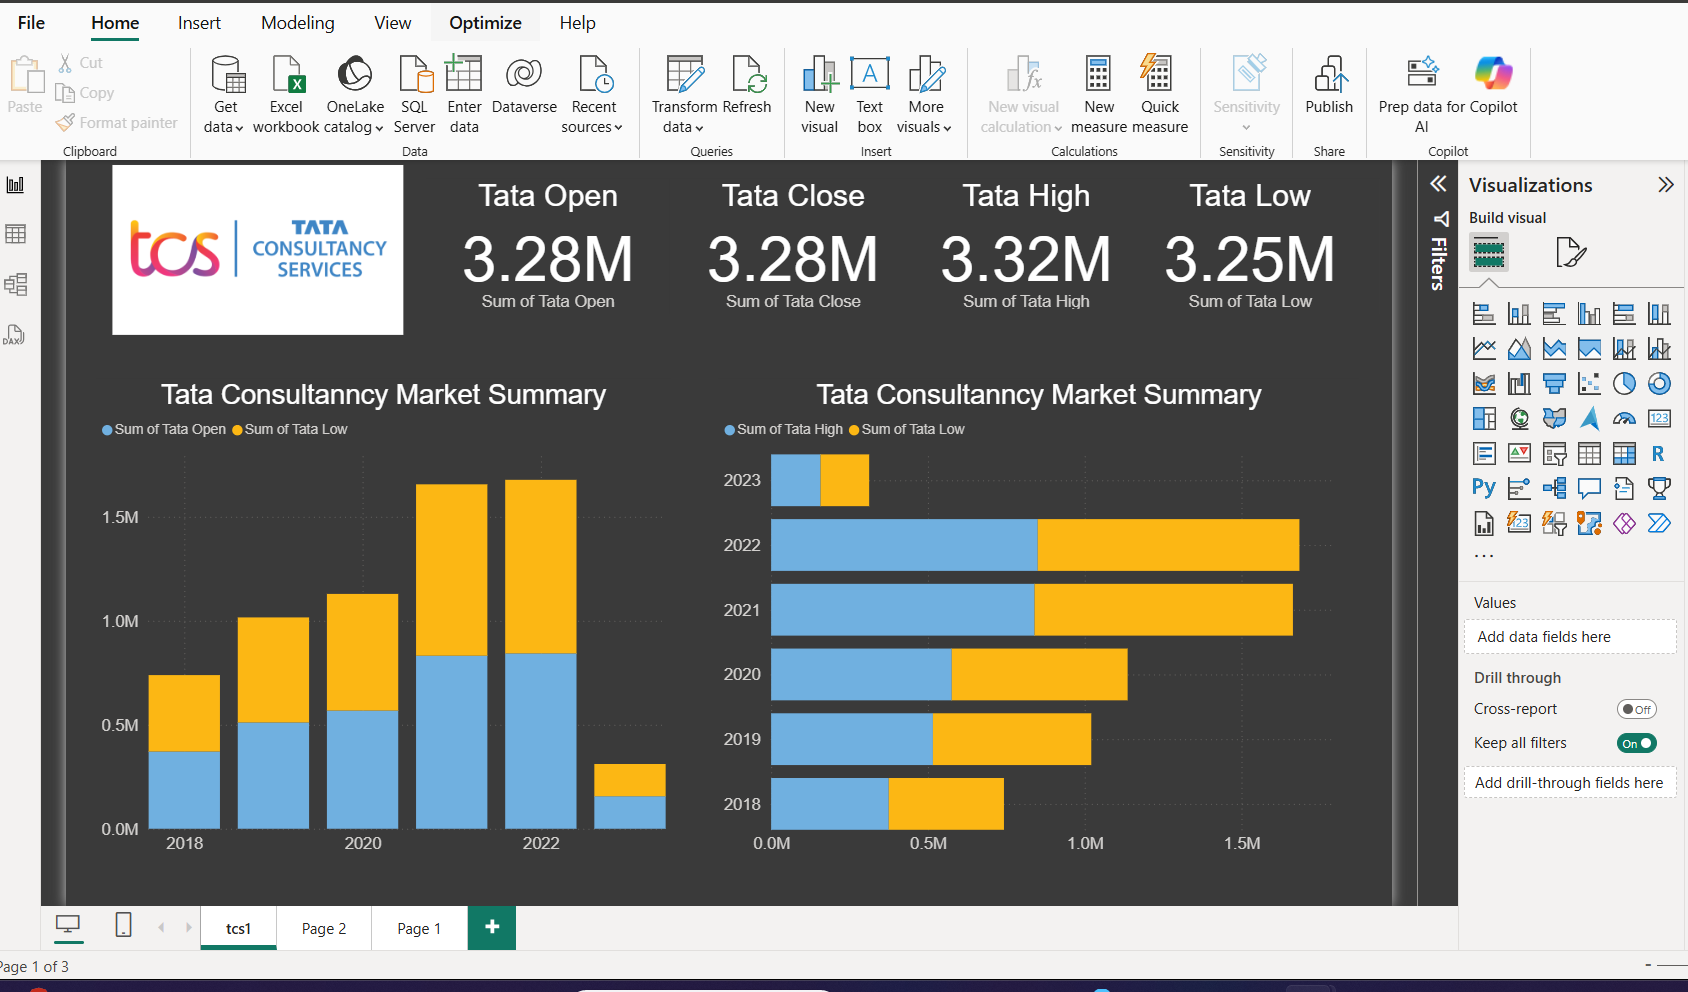 File Home Insert Modeling View Optimize Help
Paste
Cut
Copy
Format painter
Clipboard
Get data
Excel workbook
OneLake catalog
SQL Server
Enter data
Dataverse
Recent sources
Data
Transform data
Refresh
Queries
New visual
Text box
More visuals
Insert
New visual calculation
New measure
Quick measure
Calculations
Sensitivity
Sensitivity
Publish
Share
Prep data for AI
Copilot
Copilot
DAX
tcs
TATA
CONSULTANCY
SERVICES
Tata Open
3.28M
Sum of Tata Open
Tata Close
3.28M
Sum of Tata Close
Tata High
3.32M
Sum of Tata High
Tata Low
3.25M
Sum of Tata Low
Tata Consultanncy Market Summary
Sum of Tata Open Sum of Tata Low
1.5M
1.0M
0.5M
0.0M
2018 2020 2022
Tata Consultanncy Market Summary
Sum of Tata High Sum of Tata Low
2023
2022
2021
2020
2019
2018
0.0M 0.5M 1.0M 1.5M
Filters
Visualizations
Build visual
123
R
Py
123
...
Values
Add data fields here
Drill through
Cross-report Off
Keep all filters On
Add drill-through fields here
tcs1 Page 2 Page 1 +
Page 1 of 3